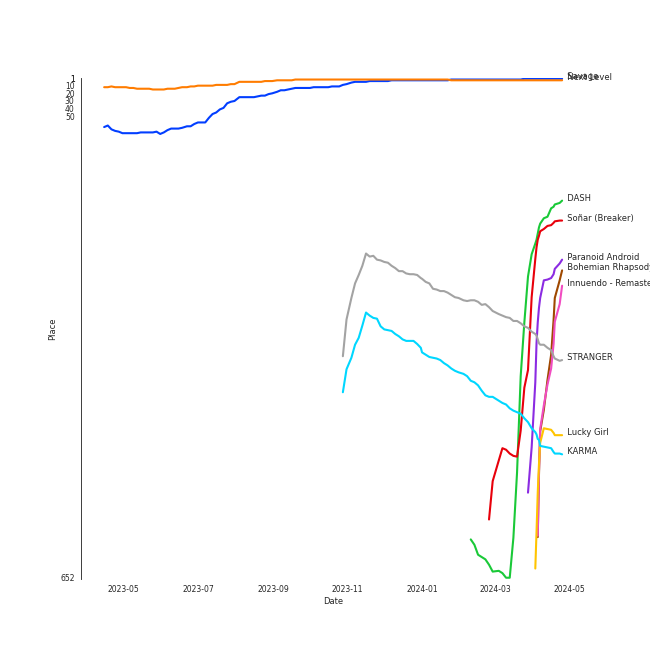 1
10
20
30
40
50
652
Place
Next Level
DASH
Soñar (Breaker)
Paranoid Android
Bohemian Rhapsody
Innuendo - Remaste
STRANGER
Lucky Girl
KARMA
2023-05
2023-07
2023-09
2023-11
2024-01
2024-03
2024-05
Date